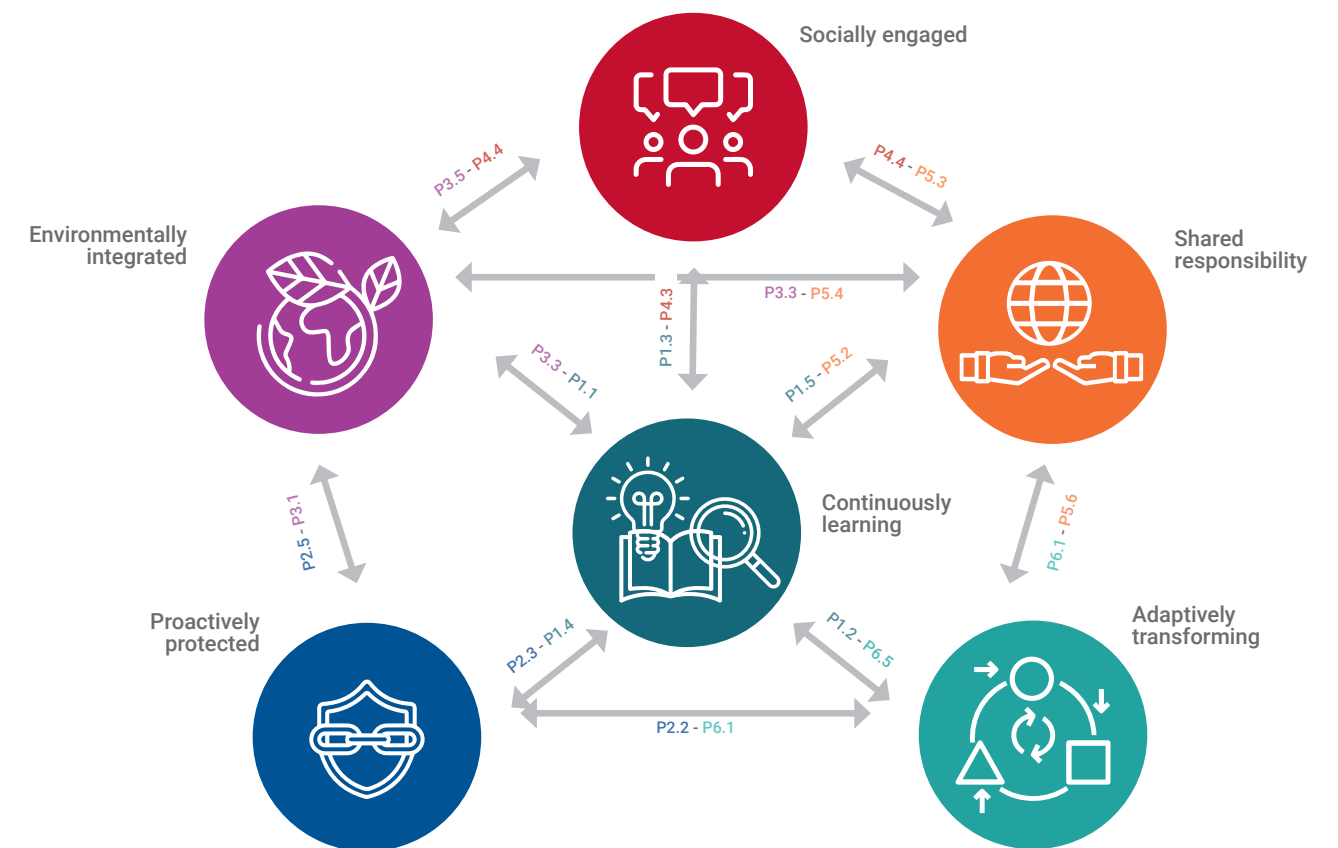 Socially engaged
P3.5 - P4.4
P4.4 - P5.3
Environmentally
integrated
Shared
responsibility
P3.3 - P5.4
P1.3 - P4.3
P3.3 - P1.1
P1.5 - P5.2
Continuously
learning
P2.5 - P3.1
P6.1 - P5.6
Proactively
protected
Adaptively
transforming
P2.3 - P1.4
P1.2 - P6.5
P2.2 - P6.1